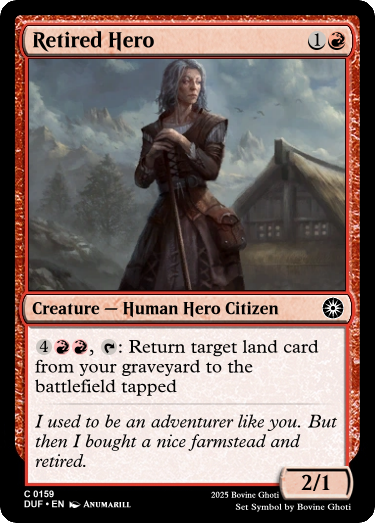 Retired Hero 1
Creature — Human Hero Citizen
4, : Return target land card
from your graveyard to the
battlefield tapped
I used to be an adventurer like you. But
then I bought a nice farmstead and
retired.
2/1
C 0159
DUF • EN Anumarill
2025 Bovine Ghoti
Set Symbol by Bovine Ghoti